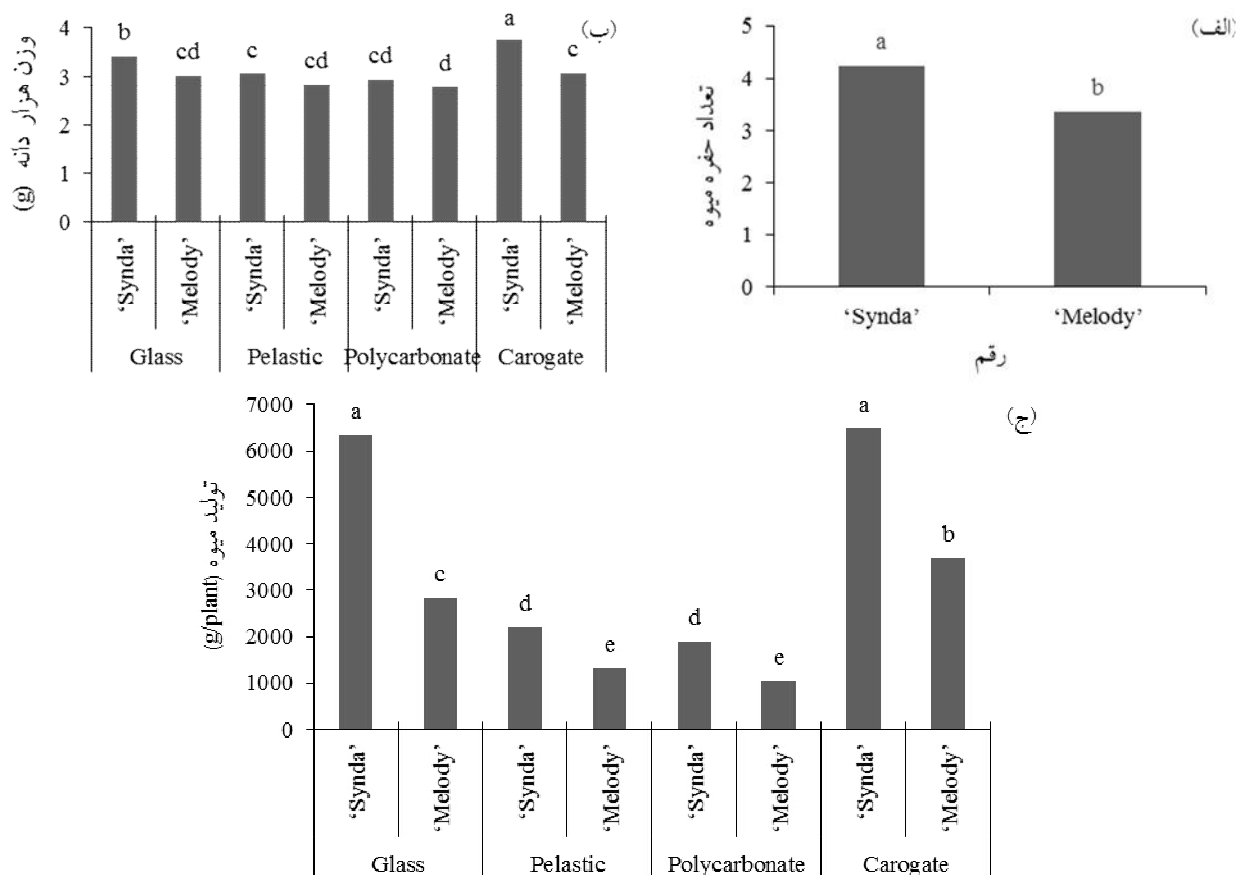 (الف)
تعداد حفره میوه
5
4
3
2
1
0
a
b
‘Synda’
‘Melody’
رقم
(ب)
وزن هزار دانه (g)
4
3
2
1
0
b
cd
c
cd
cd
d
a
c
‘Synda’
‘Melody’
‘Synda’
‘Melody’
‘Synda’
‘Melody’
‘Synda’
‘Melody’
Glass
Pelastic
Polycarbonate
Carogate
(ج)
تولید میوه
(g/plant)
7000
6000
5000
4000
3000
2000
1000
0
a
c
d
e
d
e
a
b
‘Synda’
‘Melody’
‘Synda’
‘Melody’
‘Synda’
‘Melody’
‘Synda’
‘Melody’
Glass
Pelastic
Polycarbonate
Carogate